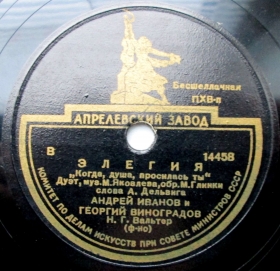 Бесшеллачная
ПХВ-п
АПРЕЛЕВСКИЙ ЗАВОД
В
14458
ЭЛЕГИЯ
„Когда, душа, просилась ты"
Дуэт, муз. М. Яковлева, обр. М. Глинки
слова А. Дельвига
АНДРЕЙ ИВАНОВ и
ГЕОРГИЙ ВИНОГРАДОВ
Н. Г. Вальтер
(ф-но)
КОМИТЕТ ПО ДЕЛАМ ИСКУССТВ ПРИ СОВЕТЕ МИНИСТРОВ СССР